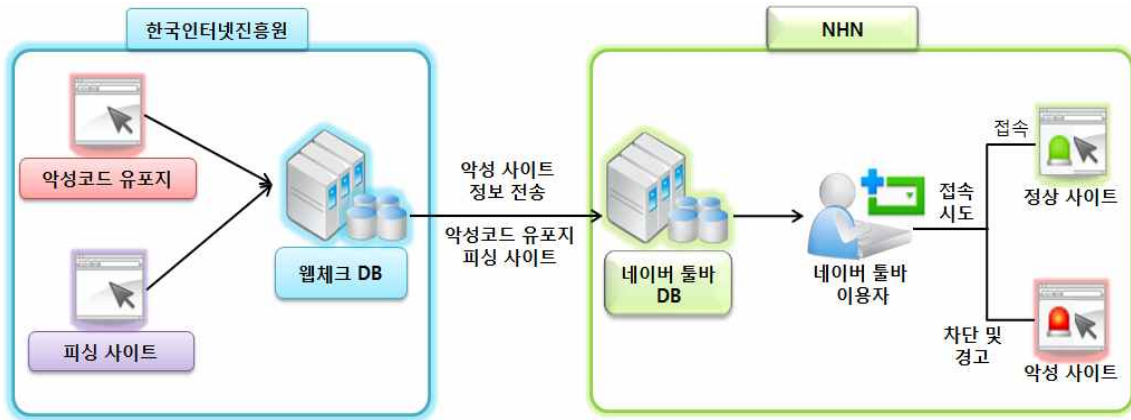 한국인터넷진흥원
악성코드 유포지
피싱 사이트
웹체크 DB
악성 사이트
정보 전송
악성코드 유포지
피싱 사이트
NHN
네이버 툴바
DB
네이버 툴바
이용자
접속
시도
접속
정상 사이트
차단 및
경고
악성 사이트